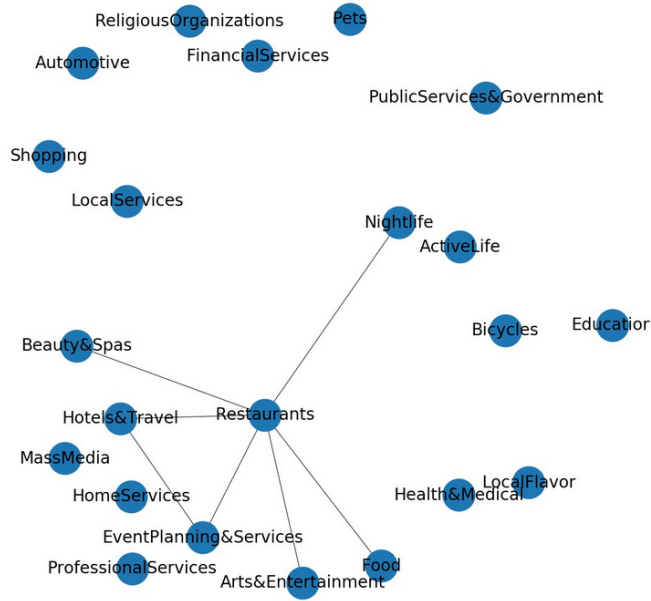 ReligiousOrganizations
Pets
Automotive
FinancialServices
PublicServices&Government
Shopping
LocalServices
Nightlife
ActiveLife
Bicycles
Education
Beauty&Spas
Hotels&Travel
Restaurants
MassMedia
HomeServices
Health&Medical
LocalFlavor
EventPlanning&Services
ProfessionalServices
Arts&Entertainment
Food